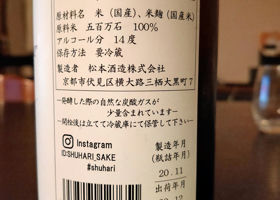 原材料名 米（国産）、米麹（国産米）
原料米 五百万石 100％
アルコール分 14度
保存方法 要冷蔵
製造者 松本酒造株式会社
京都市伏見区横大路三栖大黒町7
―発酵した際の自然な炭酸ガスが
少量含まれています―
―開栓後は立てて冷蔵庫にて保管して下さい―
Instagram
ID:SHUHARI_SAKE
#shuhari
製造年月
(瓶詰年月)
20.11
出荷年月